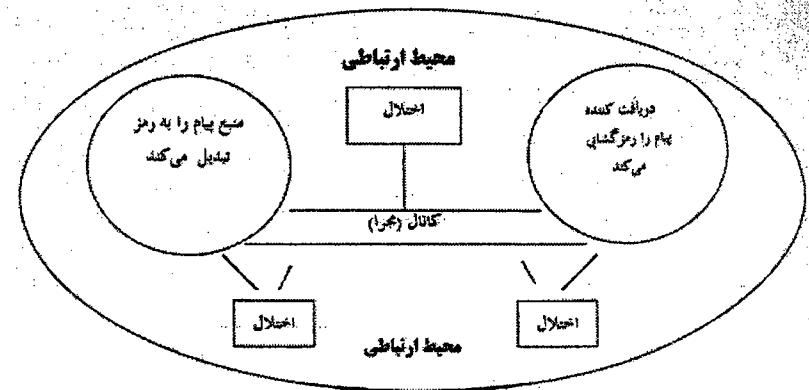 محیط ارتباطی
دریافت کننده
پیام را رمزگشایی
می‌کند
اختلال
منبع پیام را به رمز
تبدیل می‌کند
کانال (مجرا)
اختلال
اختلال
محیط ارتباطی